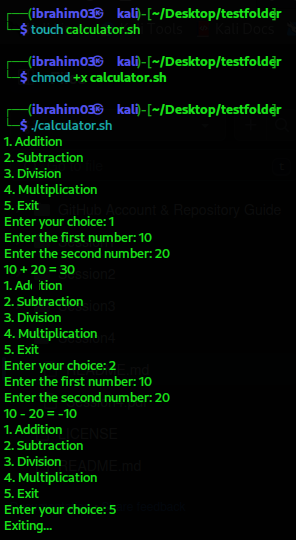 ┌──(ibrahim03㉿kali)-[~/Desktop/testfolder]
└─$ touch calculator.sh
┌──(ibrahim03㉿kali)-[~/Desktop/testfolder]
└─$ chmod +x calculator.sh
┌──(ibrahim03㉿kali)-[~/Desktop/testfolder]
└─$ ./calculator.sh
1. Addition
2. Subtraction
3. Division
4. Multiplication
5. Exit
Enter your choice: 1
Enter the first number: 10
Enter the second number: 20
10 + 20 = 30
1. Addition
2. Subtraction
3. Division
4. Multiplication
5. Exit
Enter your choice: 2
Enter the first number: 10
Enter the second number: 20
10 - 20 = -10
1. Addition
2. Subtraction
3. Division
4. Multiplication
5. Exit
Enter your choice: 5
Exiting...